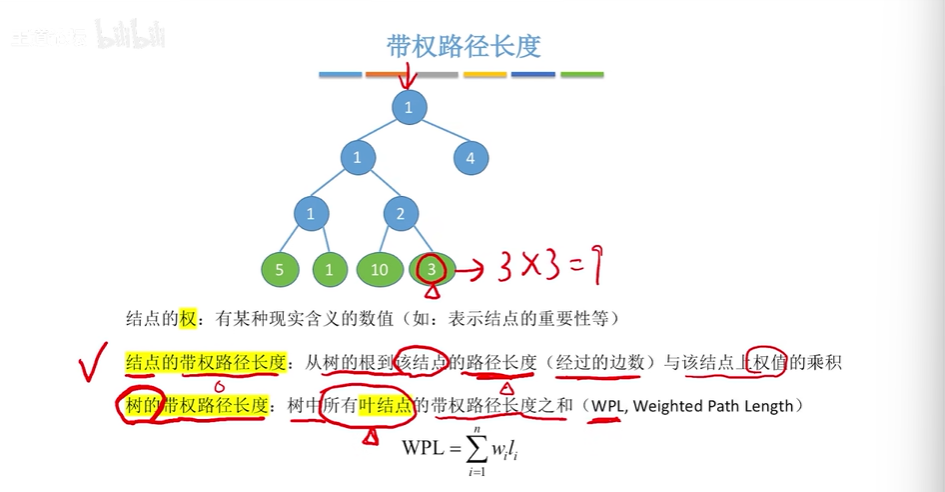 bilibili
带权路径长度
1
1
4
1
2
5
1
10
3
3×3=9
结点的权：有某种现实含义的数值（如：表示结点的重要性等）
结点的带权路径长度：从树的根到该结点的路径长度（经过的边数）与该结点上权值的乘积
树的带权路径长度：树中所有叶结点的带权路径长度之和（WPL, Weighted Path Length）
WPL = ∑_{i=1}^{n} w_i l_i